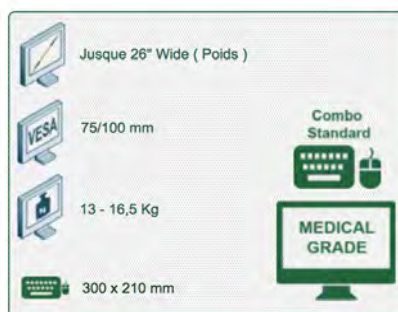 Jusque 26" Wide ( Poids )
VESA
75/100 mm
13 - 16,5 Kg
300 x 210 mm
Combo
Standard
MEDICAL
GRADE